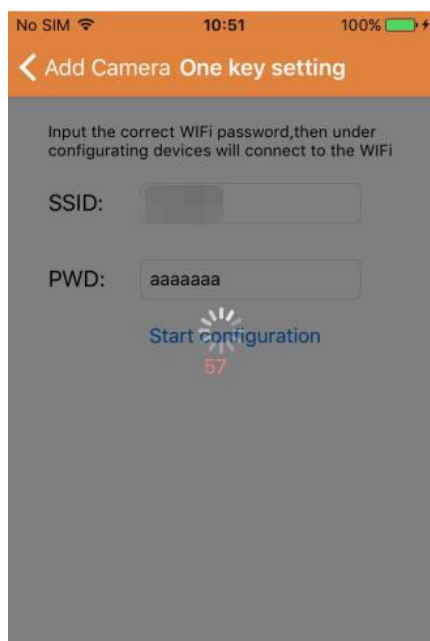 No SIM 10:51 100%
Add Camera One key setting
Input the correct WIFi password,then under
configurating devices will connect to the WIFi
SSID:
PWD: aaaaaaa
Start configuration
57